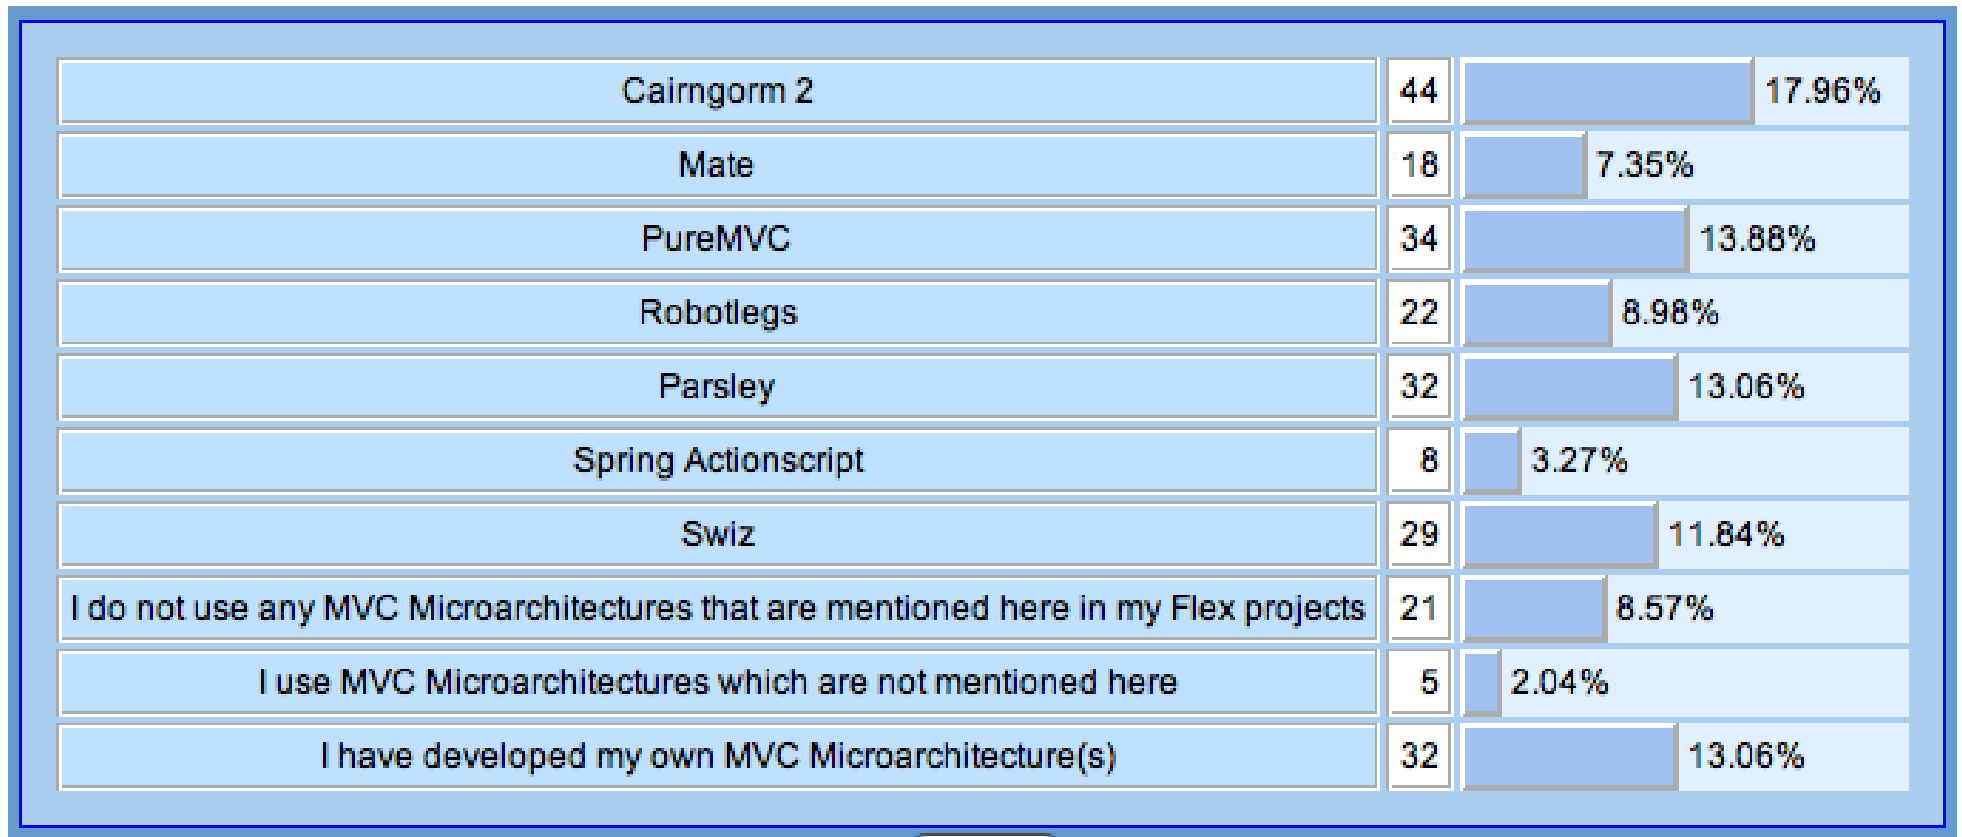 Cairngorm 2 44 17.96%
Mate 18 7.35%
PureMVC 34 13.88%
Robotlegs 22 8.98%
Parsley 32 13.06%
Spring Actionscript 8 3.27%
Swiz 29 11.84%
I do not use any MVC Microarchitectures that are mentioned here in my Flex projects 21 8.57%
I use MVC Microarchitectures which are not mentioned here 5 2.04%
I have developed my own MVC Microarchitecture(s) 32 13.06%